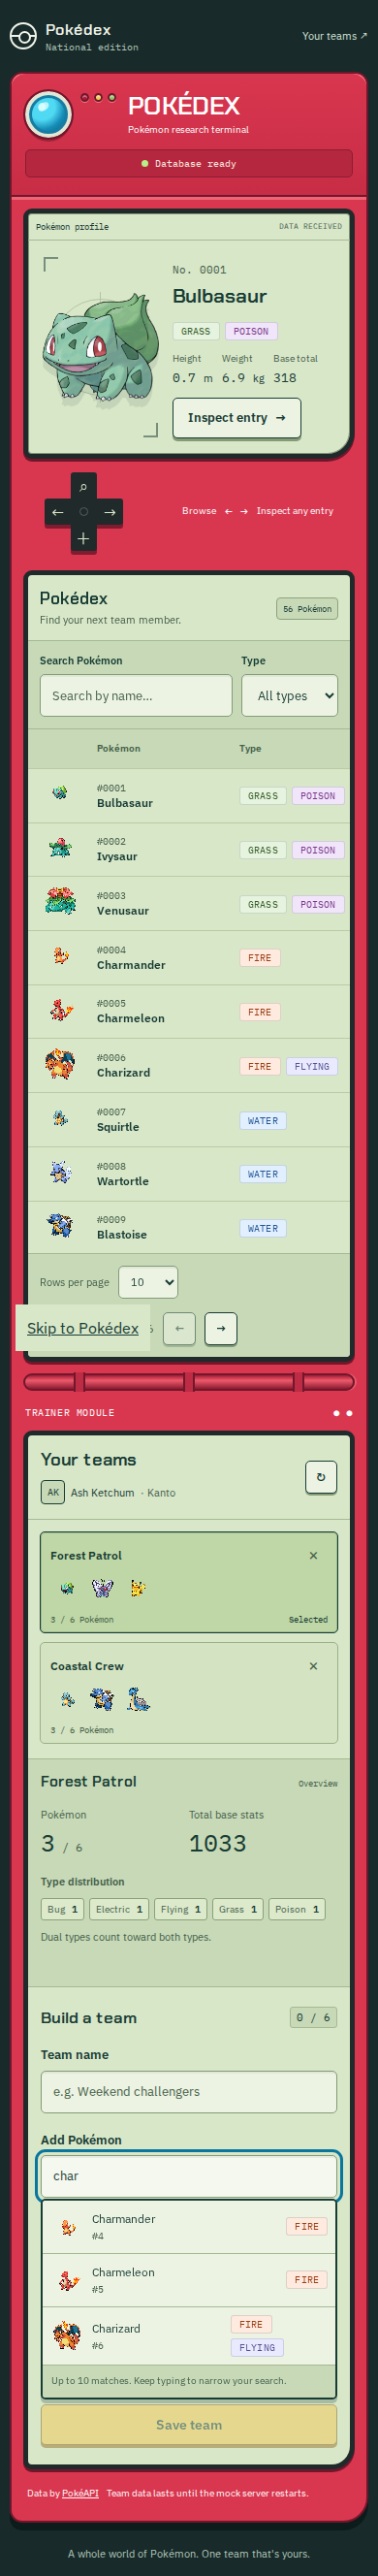 Pokédex
National edition
Your teams ↗
POKÉDEX
Pokémon research terminal
Database ready
Pokémon profile
DATA RECEIVED
No. 0001
Bulbasaur
GRASS POISON
Height Weight Base total
0.7 m 6.9 kg 318
Inspect entry →
Browse ← → Inspect any entry
Pokédex
Find your next team member.
56 Pokémon
Search Pokémon
Type
Search by name...
All types
Pokémon Type
#0001
Bulbasaur
GRASS POISON
#0002
Ivysaur
GRASS POISON
#0003
Venusaur
GRASS POISON
#0004
Charmander
FIRE
#0005
Charmeleon
FIRE
#0006
Charizard
FIRE FLYING
#0007
Squirtle
WATER
#0008
Wartortle
WATER
#0009
Blastoise
WATER
Rows per page 10
Skip to Pokédex
← →
TRAINER MODULE
Your teams
AK Ash Ketchum · Kanto
↻
Forest Patrol ×
3 / 6 Pokémon Selected
Coastal Crew ×
3 / 6 Pokémon
Forest Patrol
Overview
Pokémon Total base stats
3 / 6 1033
Type distribution
Bug 1 Electric 1 Flying 1 Grass 1 Poison 1
Dual types count toward both types.
Build a team 0 / 6
Team name
e.g. Weekend challengers
Add Pokémon
char
Charmander
#4
FIRE
Charmeleon
#5
FIRE
Charizard
#6
FIRE
FLYING
Up to 10 matches. Keep typing to narrow your search.
Save team
Data by PokéAPI Team data lasts until the mock server restarts.
A whole world of Pokémon. One team that's yours.